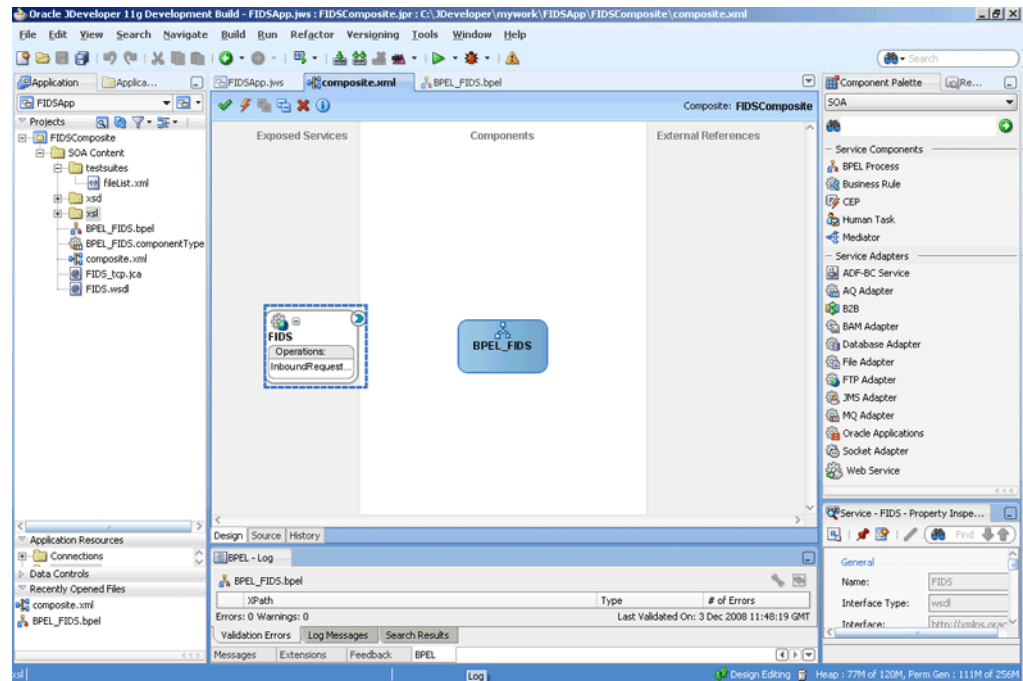 Oracle JDeveloper 11g Development Build - FIDSApp.jws : FIDSComposite.jpr : C:\JDeveloper\mywork\FIDSApp\FIDSComposite\composite.xml
File Edit View Search Navigate Build Run Refactor Versioning Tools Window Help
Search
Application Applica...
FIDSApp
Projects
FIDSComposite
SOA Content
testsuites
fileList.xml
xsd
xsl
BPEL_FIDS.bpel
BPEL_FIDS.componentType
composite.xml
FIDS_tcp.jca
FIDS.wsdl
Application Resources
Connections
Data Controls
Recently Opened Files
composite.xml
BPEL_FIDS.bpel
FIDSApp.jws composite.xml BPEL_FIDS.bpel
Composite: FIDSComposite
Exposed Services Components External References
FIDS
Operations:
InboundRequest...
BPEL_FIDS
Design Source History
BPEL - Log
BPEL_FIDS.bpel
XPath Type # of Errors
Errors: 0 Warnings: 0 Last Validated On: 3 Dec 2008 11:48:19 GMT
Validation Errors Log Messages Search Results
Messages Extensions Feedback BPEL
Component Palette Re...
SOA
Service Components
BPEL Process
Business Rule
CEP
Human Task
Mediator
Service Adapters
ADF-BC Service
AQ Adapter
B2B
BAM Adapter
Database Adapter
File Adapter
FTP Adapter
JMS Adapter
MQ Adapter
Oracle Applications
Socket Adapter
Web Service
Service - FIDS - Property Inspe...
Find
General
Name: FIDS
Interface Type: wsdl
Interface: http://xmlns.orac
xsl Log Design Editing Heap : 77M of 120M, Perm Gen : 111M of 256M